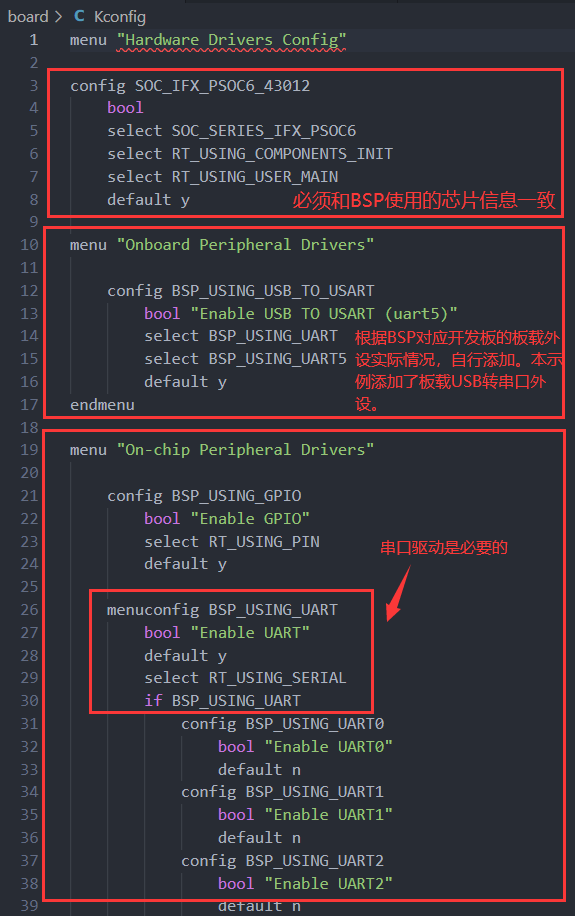 board > C Kconfig
1 menu "Hardware Drivers Config"
2
3 config SOC_IFX_PSOC6_43012
4 bool
5 select SOC_SERIES_IFX_PSOC6
6 select RT_USING_COMPONENTS_INIT
7 select RT_USING_USER_MAIN
8 default y 必须和BSP使用的芯片信息一致
9
10 menu "Onboard Peripheral Drivers"
11
12 config BSP_USING_USB_TO_USART
13 bool "Enable USB TO USART (uart5)"
14 select BSP_USING_UART 根据BSP对应开发板的板载外
15 select BSP_USING_UART5 设实际情况，自行添加。本示
16 default y 例添加了板载USB转串口外
17 endmenu 设。
18
19 menu "On-chip Peripheral Drivers"
20
21 config BSP_USING_GPIO
22 bool "Enable GPIO"
23 select RT_USING_PIN 串口驱动是必要的
24 default y
25
26 menuconfig BSP_USING_UART
27 bool "Enable UART"
28 default y
29 select RT_USING_SERIAL
30 if BSP_USING_UART
31 config BSP_USING_UART0
32 bool "Enable UART0"
33 default n
34 config BSP_USING_UART1
35 bool "Enable UART1"
36 default n
37 config BSP_USING_UART2
38 bool "Enable UART2"
39 default n